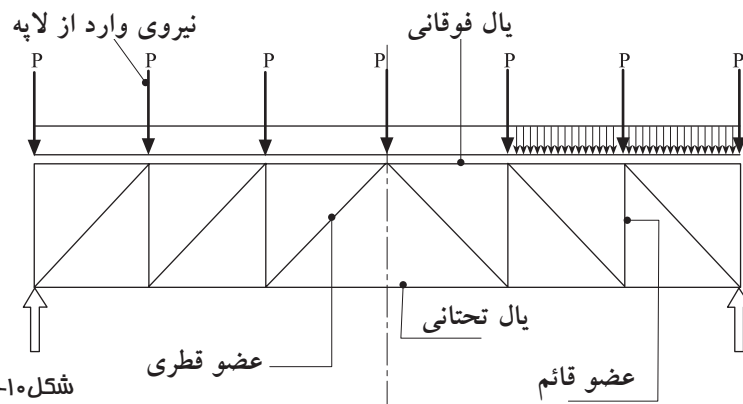 نیروی وارد از لاپه
یال فوقانی
P P P P P P P
یال تحتانی
عضو قطری
عضو قائم
شکل۱۰-